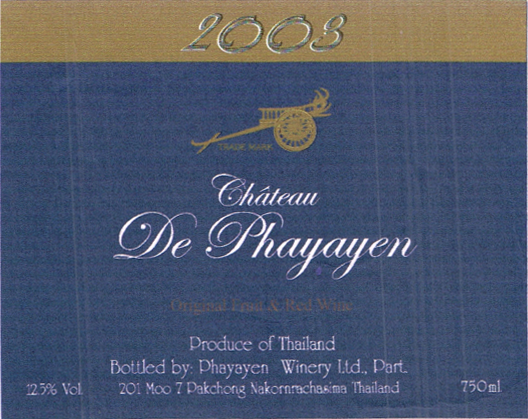 2003
TRADE MARK
Château
De Phayayen
Original Fruit & Red Wine
Produce of Thailand
Bottled by: Phayayen Winery Ltd., Part.
12.5% Vol.
201 Moo 7 Pakchong Nakornrachasima Thailand
750ml.